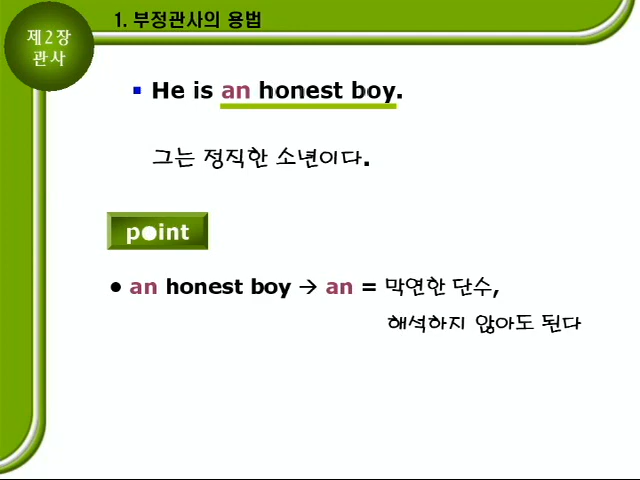 제2장
관사
1. 부정관사의 용법
▪ He is an honest boy.
그는 정직한 소년이다.
point
● an honest boy → an = 막연한 단수,
해석하지 않아도 된다